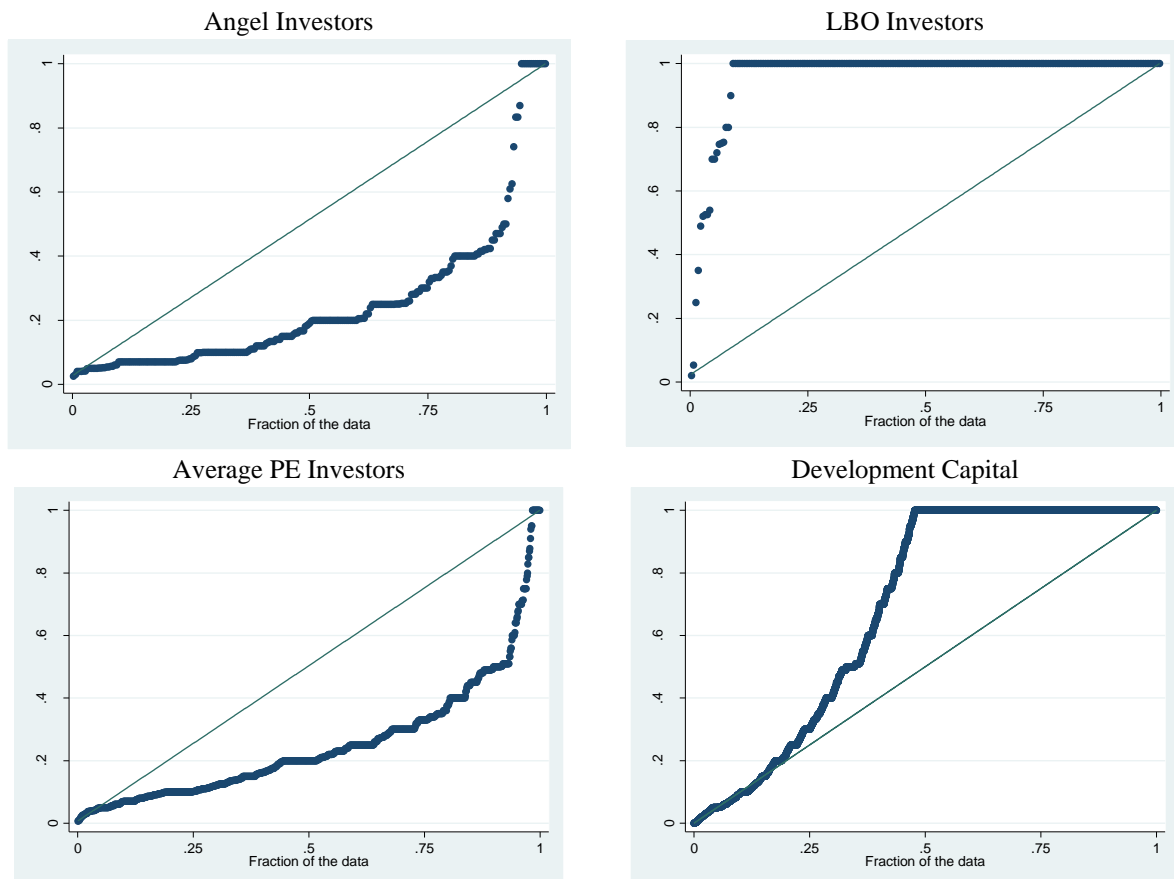 Angel Investors
1
.8
.6
.4
.2
0
0 .25 .5 .75 1
Fraction of the data
LBO Investors
1
.8
.6
.4
.2
0
0 .25 .5 .75 1
Fraction of the data
Average PE Investors
1
.8
.6
.4
.2
0
0 .25 .5 .75 1
Fraction of the data
Development Capital
1
.8
.6
.4
.2
0
0 .25 .5 .75 1
Fraction of the data